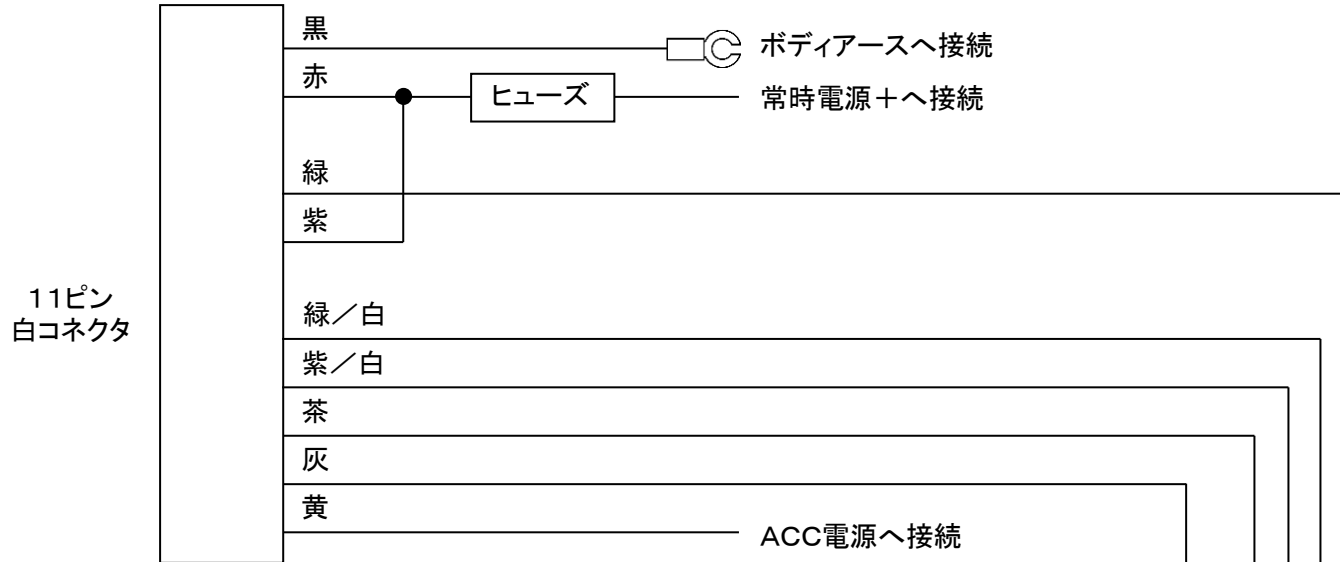 黒
ボディアースへ接続
赤
ヒューズ
常時電源＋へ接続
緑
紫
１１ピン
白コネクタ
緑／白
紫／白
茶
灰
黄
ＡＣＣ電源へ接続